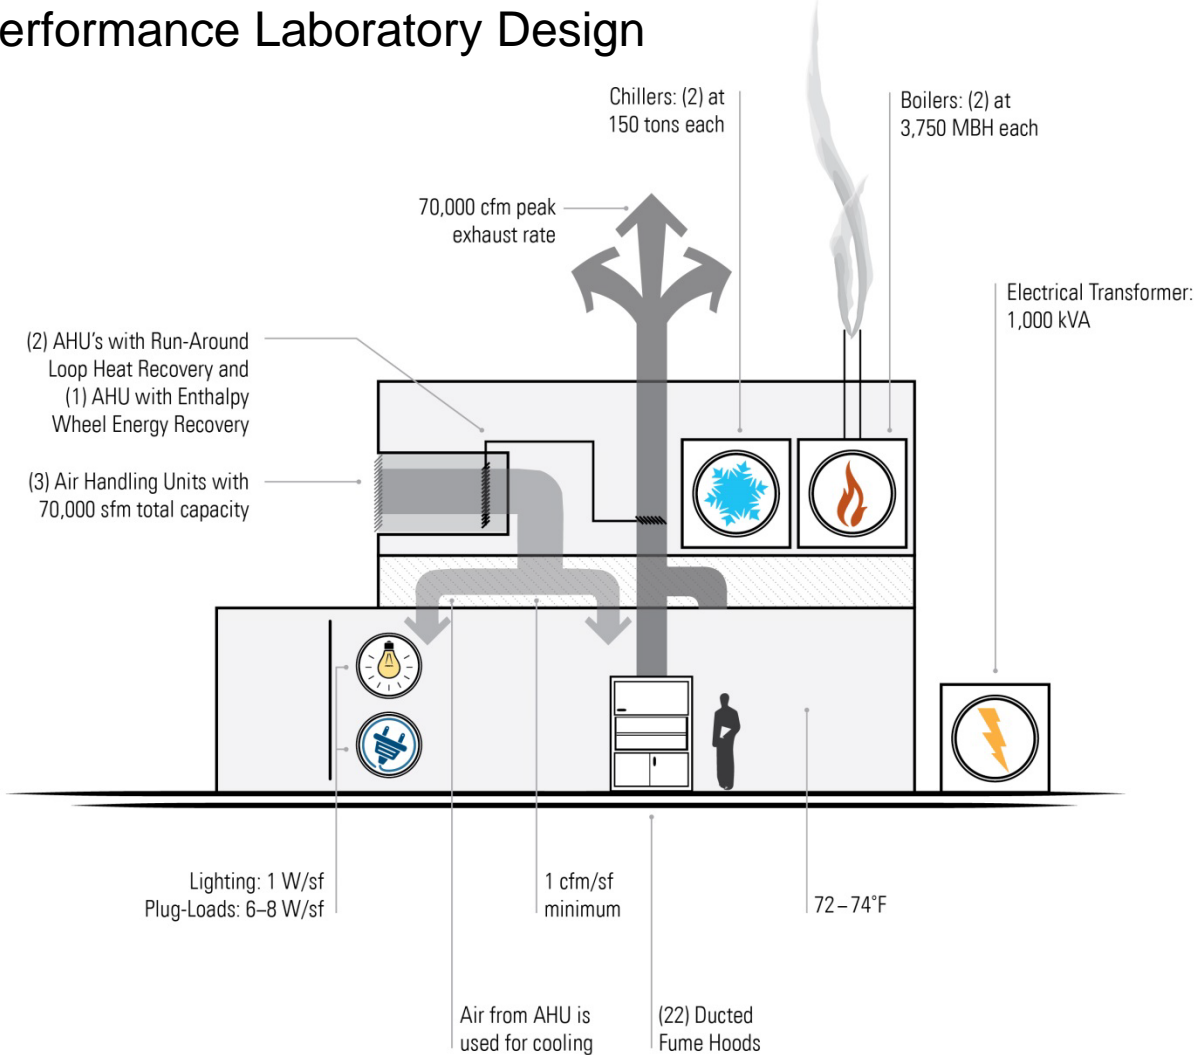 erformance Laboratory Design
Chillers: (2) at
150 tons each
Boilers: (2) at
3,750 MBH each
70,000 cfm peak
exhaust rate
Electrical Transformer:
1,000 kVA
(2) AHU's with Run-Around
Loop Heat Recovery and
(1) AHU with Enthalpy
Wheel Energy Recovery
(3) Air Handling Units with
70,000 sfm total capacity
Lighting: 1 W/sf
Plug-Loads: 6–8 W/sf
1 cfm/sf
minimum
72–74°F
Air from AHU is
used for cooling
(22) Ducted
Fume Hoods